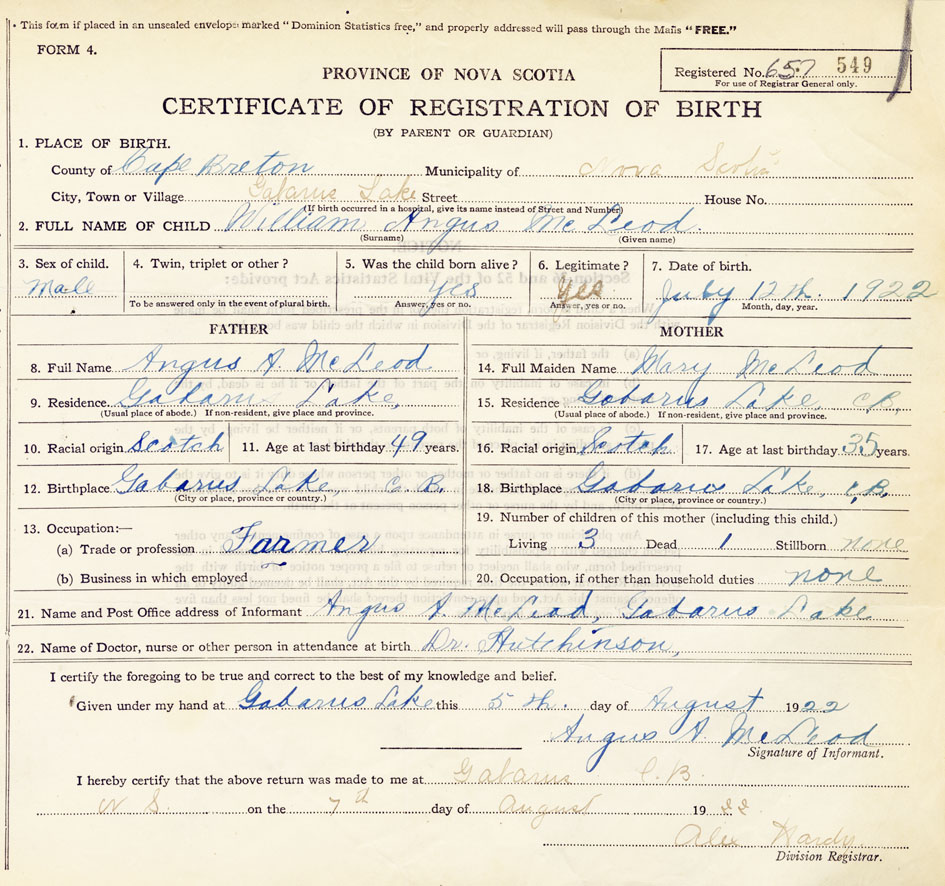 • This form if placed in an unsealed envelope marked "Dominion Statistics free," and properly addressed will pass through the Mails "FREE."
FORM 4.
Registered No. 657 549
For use of Registrar General only.
PROVINCE OF NOVA SCOTIA
CERTIFICATE OF REGISTRATION OF BIRTH
(BY PARENT OR GUARDIAN)
1. PLACE OF BIRTH.
County of Cape Breton Municipality of Nova Scotia
City, Town or Village Gabarus Lake Street House No.
(If birth occurred in a hospital, give its name instead of Street and Number)
2. FULL NAME OF CHILD William Angus McLeod.
(Surname) (Given name)
3. Sex of child. 4. Twin, triplet or other? 5. Was the child born alive? 6. Legitimate? 7. Date of birth.
Male Yes Yes July 12th. 1922
To be answered only in the event of plural birth. Answer, yes or no. Answer, yes or no. Month, day, year.
FATHER
8. Full Name Angus A. McLeod
9. Residence Gabarus Lake,
(Usual place of abode.) If non-resident, give place and province.
10. Racial origin Scotch 11. Age at last birthday 49 years.
12. Birthplace Gabarus Lake, C.B.
(City or place, province or country.)
13. Occupation:—
(a) Trade or profession Farmer
(b) Business in which employed
MOTHER
14. Full Maiden Name Mary McLeod
15. Residence Gabarus Lake, C.B.
(Usual place of abode.) If non-resident, give place and province.
16. Racial origin Scotch 17. Age at last birthday 35 years.
18. Birthplace Gabarus Lake, C.B.
(City or place, province or country.)
19. Number of children of this mother (including this child.)
Living 3 Dead 1 Stillborn none
20. Occupation, if other than household duties none
21. Name and Post Office address of Informant Angus A McLeod, Gabarus Lake
22. Name of Doctor, nurse or other person in attendance at birth Dr. Hutchinson,
I certify the foregoing to be true and correct to the best of my knowledge and belief.
Given under my hand at Gabarus Lake this 5th. day of August 1922
Angus A. McLeod
Signature of Informant.
I hereby certify that the above return was made to me at Gabarus C.B.
N S. on the 7th day of August 1922
Alex Hardy
Division Registrar.